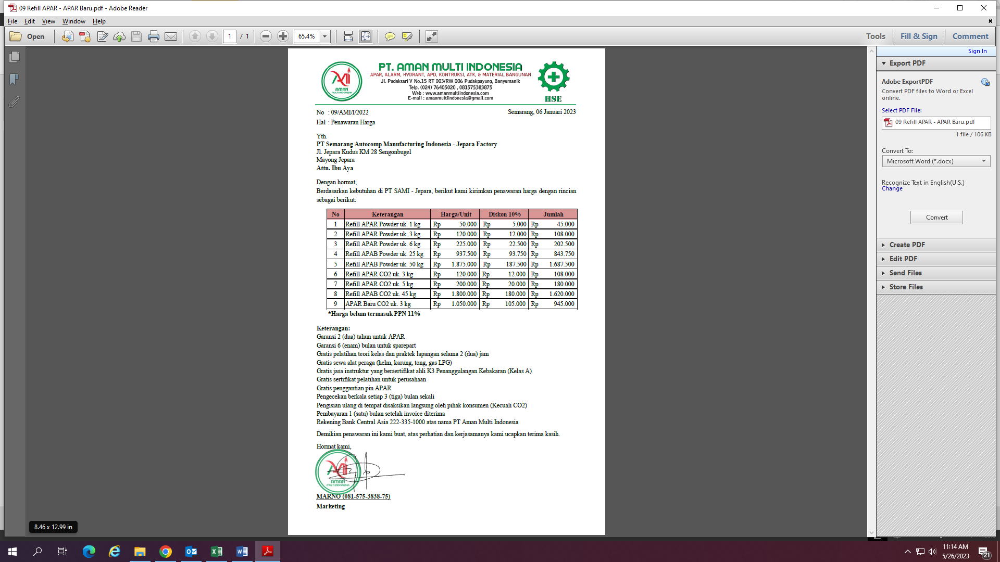 09 Refill APAR - APAR Baru.pdf - Adobe Reader
File Edit View Window Help
Open
1 / 1
65.4%
Tools Fill & Sign Comment
Sign In
Export PDF
Adobe ExportPDF
Convert PDF files to Word or Excel
online.
Select PDF File:
09 Refill APAR - APAR Baru.pdf
1 file / 106 KB
Convert To:
Microsoft Word (*.docx)
Recognize Text in English(U.S.)
Change
Convert
Create PDF
Edit PDF
Send Files
Store Files
AMAN
MULTI INDONESIA
PT. AMAN MULTI INDONESIA
APAR, ALARM, HYDRANT, APD, KONTRUKSI, ATK, & MATERIAL BANGUNAN
Jl. Pudaksari V No.15 RT 003/RW 006 Pudakpayung, Banyumanik
Telp. (024) 76405020 , 081575383875
Web : www.amanmultiindonesia.com
E-mail : amanmultiindonesia@gmail.com
HSE
No : 09/AMI/I/2022 Semarang, 06 Januari 2023
Hal : Penawaran Harga
Yth.
PT Semarang Autocomp Manufacturing Indonesia - Jepara Factory
Jl. Jepara Kudus KM 28 Sengonbugel
Mayong Jepara
Attn. Ibu Aya
Dengan hormat,
Berdasarkan kebutuhan di PT SAMI - Jepara, berikut kami kirimkan penawaran harga dengan rincian
sebagai berikut:
No Keterangan Harga/Unit Diskon 10% Jumlah
1 Refill APAR Powder uk. 1 kg Rp 50.000 Rp 5.000 Rp 45.000
2 Refill APAR Powder uk. 3 kg Rp 120.000 Rp 12.000 Rp 108.000
3 Refill APAR Powder uk. 6 kg Rp 225.000 Rp 22.500 Rp 202.500
4 Refill APAB Powder uk. 25 kg Rp 937.500 Rp 93.750 Rp 843.750
5 Refill APAB Powder uk. 50 kg Rp 1.875.000 Rp 187.500 Rp 1.687.500
6 Refill APAR CO2 uk. 3 kg Rp 120.000 Rp 12.000 Rp 108.000
7 Refill APAR CO2 uk. 5 kg Rp 200.000 Rp 20.000 Rp 180.000
8 Refill APAB CO2 uk. 45 kg Rp 1.800.000 Rp 180.000 Rp 1.620.000
9 APAR Baru CO2 uk. 3 kg Rp 1.050.000 Rp 105.000 Rp 945.000
*Harga belum termasuk PPN 11%
Keterangan:
Garansi 2 (dua) tahun untuk APAR
Garansi 6 (enam) bulan untuk sparepart
Gratis pelatihan teori kelas dan praktek lapangan selama 2 (dua) jam
Gratis sewa alat peraga (helm, karung, tong, gas LPG)
Gratis jasa instruktur yang bersertifikat ahli K3 Penanggulangan Kebakaran (Kelas A)
Gratis sertifikat pelatihan untuk perusahaan
Gratis penggantian pin APAR
Pengecekan berkala setiap 3 (tiga) bulan sekali
Pengisian ulang di tempat disaksikan langsung oleh pihak konsumen (Kecuali CO2)
Pembayaran 1 (satu) bulan setelah invoice diterima
Rekening Bank Central Asia 222-335-1000 atas nama PT Aman Multi Indonesia
Demikian penawaran ini kami buat, atas perhatian dan kerjasamanya kami ucapkan terima kasih.
Hormat kami,
AMAN
MULTI INDONESIA
MARNO (081-575-3838-75)
Marketing
8.46 x 12.99 in
11:14 AM
5/26/2023
21